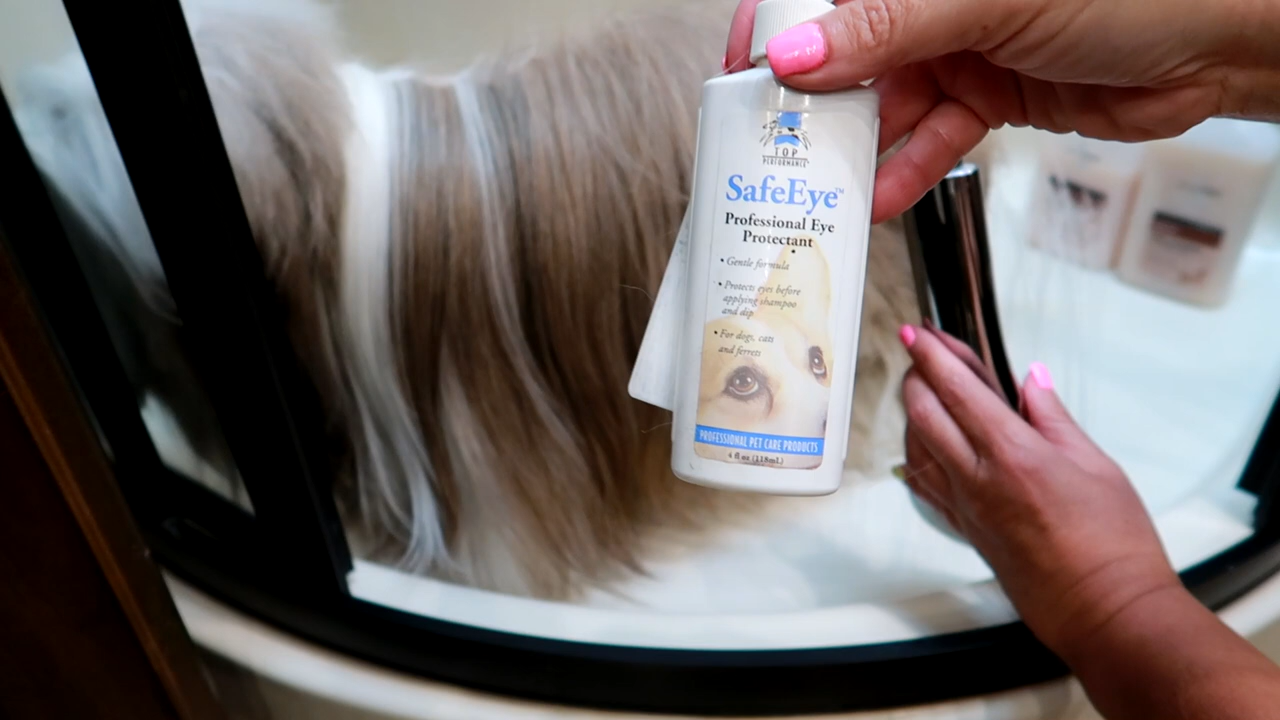 TOP
PERFORMANCE
SafeEye™
Professional Eye
Protectant
• Gentle formula
• Protects eyes before
applying shampoo
and dip
• For dogs, cats
and ferrets
PROFESSIONAL PET CARE PRODUCTS
4 fl oz (118mL)